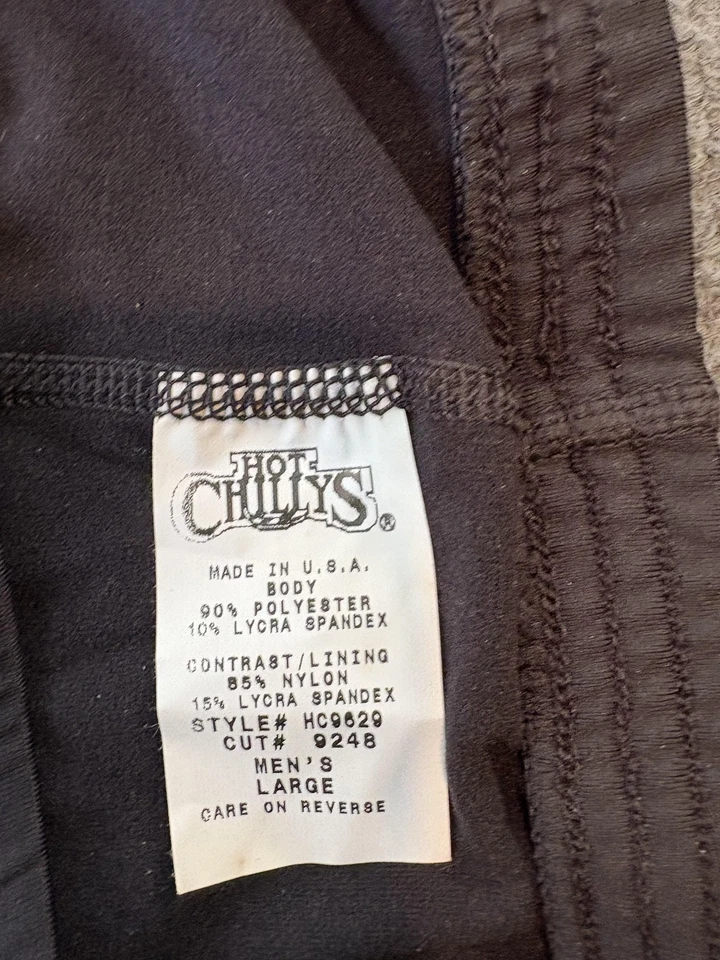 HOT
CHILLYS®
MADE IN U.S.A.
BODY
90% POLYESTER
10% LYCRA SPANDEX
CONTRAST/LINING
85% NYLON
15% LYCRA SPANDEX
STYLE# HC9629
CUT# 9248
MEN'S
LARGE
CARE ON REVERSE